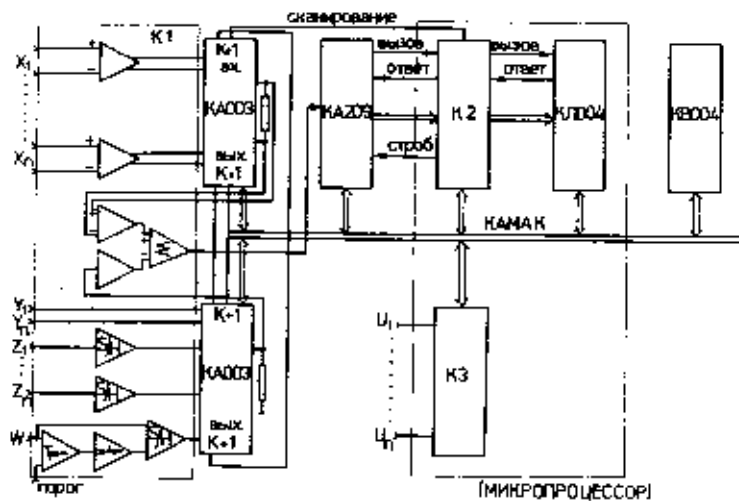 сканирование
К1
К+1
вх.
КА003
ВЫХ
К+1
X₁
Xₙ
КА209
вызов
ответ
строб
К2
вызов
ответ
КЛ004
КВ004
КАМАК
Y₁
Yₙ
Z₁
Zₙ
W
порог
К+1
КА003
ВЫХ
К+1
U₁
Uₙ
К3
(МИКРОПРОЦЕССОР)